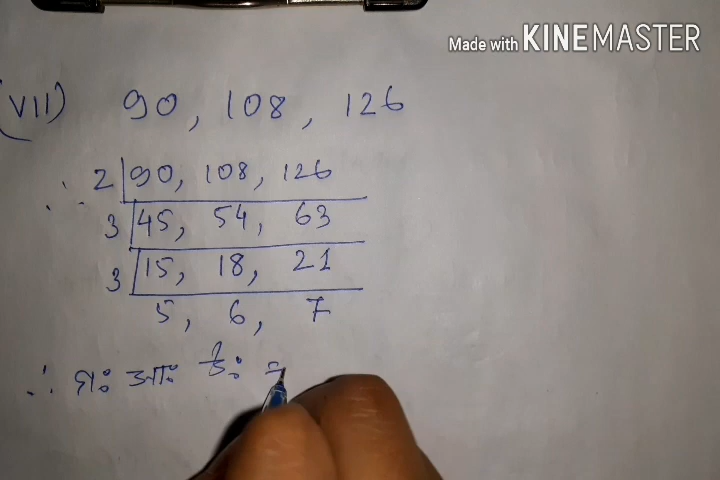 Made with KINEMASTER
(VII) 90, 108, 126
∴ 2 | 90, 108, 126
3 | 45, 54, 63
3 | 15, 18, 21
5, 6, 7
∴ =